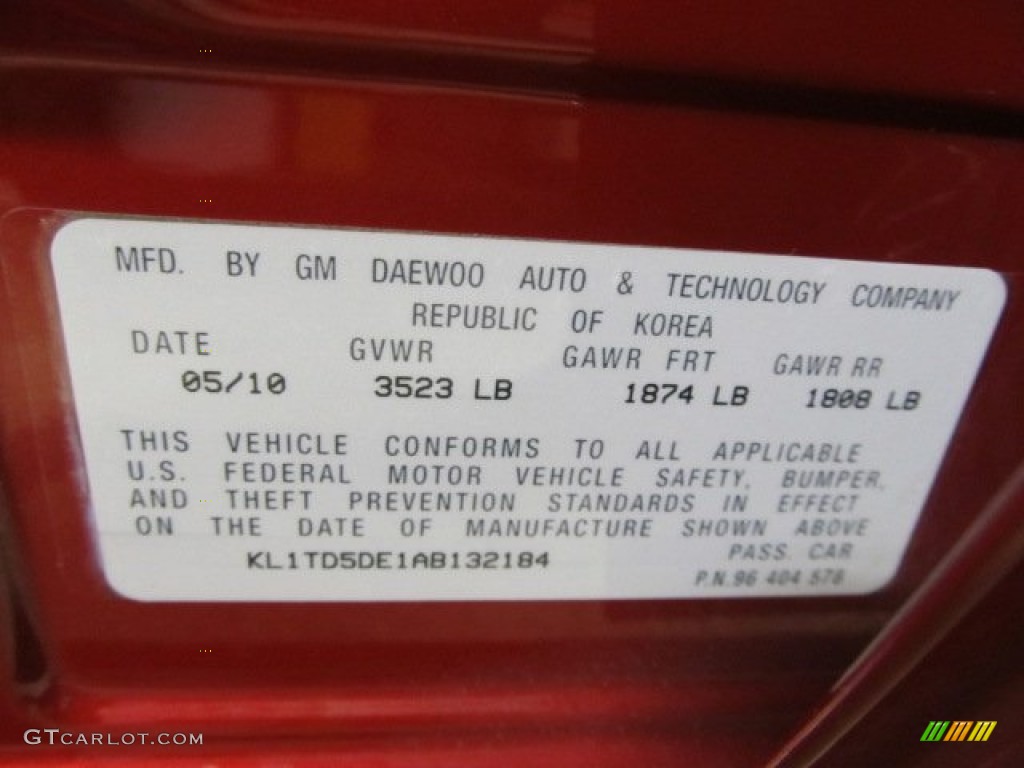 MFD. BY GM DAEWOO AUTO & TECHNOLOGY COMPANY
REPUBLIC OF KOREA
DATE GVWR GAWR FRT GAWR RR
05/10 3523 LB 1874 LB 1808 LB
THIS VEHICLE CONFORMS TO ALL APPLICABLE
U.S. FEDERAL MOTOR VEHICLE SAFETY, BUMPER,
AND THEFT PREVENTION STANDARDS IN EFFECT
ON THE DATE OF MANUFACTURE SHOWN ABOVE
KL1TD5DE1AB132184 PASS. CAR
P.N.96 404 578
GTCARLOT.COM